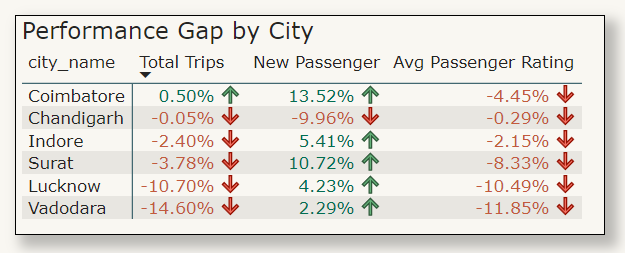 Performance Gap by City
city_name Total Trips New Passenger Avg Passenger Rating
Coimbatore 0.50% 13.52% -4.45%
Chandigarh -0.05% -9.96% -0.29%
Indore -2.40% 5.41% -2.15%
Surat -3.78% 10.72% -8.33%
Lucknow -10.70% 4.23% -10.49%
Vadodara -14.60% 2.29% -11.85%